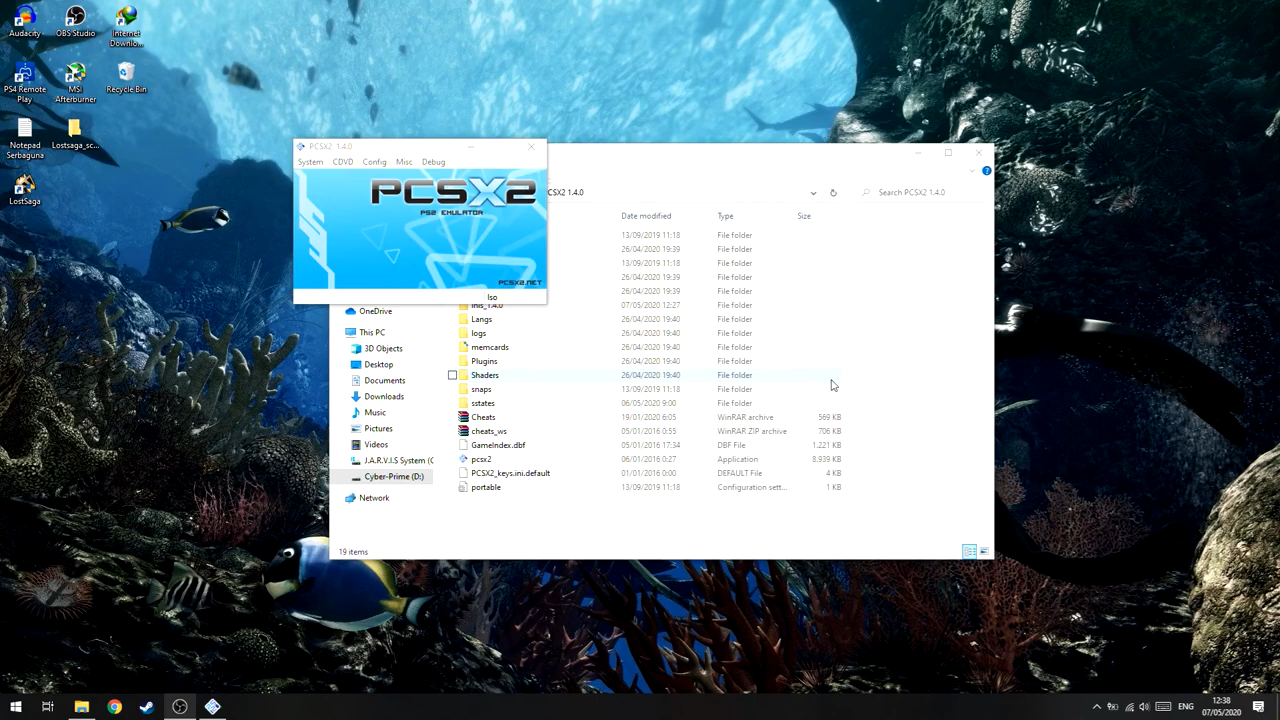 Audacity
OBS Studio
Internet
Downlo...
PS4 Remote
Play
MSI
Afterburner
Recycle Bin
Notepad
Serbaguna
Lostsaga_sc...
LostSaga
PCSX2 1.4.0
System CDVD Config Misc Debug
PCSX2
PS2 EMULATOR
PCSX2.NET
Iso
CSX2 1.4.0
Search PCSX2 1.4.0
Date modified Type Size
13/09/2019 11:18 File folder
26/04/2020 19:39 File folder
13/09/2019 11:18 File folder
26/04/2020 19:39 File folder
26/04/2020 19:39 File folder
inis_1.4.0 07/05/2020 12:27 File folder
Langs 26/04/2020 19:40 File folder
logs 26/04/2020 19:40 File folder
memcards 26/04/2020 19:40 File folder
Plugins 26/04/2020 19:40 File folder
Shaders 26/04/2020 19:40 File folder
snaps 13/09/2019 11:18 File folder
sstates 06/05/2020 9:00 File folder
Cheats 19/01/2020 6:05 WinRAR archive 569 KB
cheats_ws 05/01/2016 0:55 WinRAR ZIP archive 706 KB
GameIndex.dbf 05/01/2016 17:34 DBF File 1.221 KB
pcsx2 06/01/2016 0:27 Application 8.939 KB
PCSX2_keys.ini.default 01/01/2016 0:00 DEFAULT File 4 KB
portable 13/09/2019 11:18 Configuration sett... 1 KB
OneDrive
This PC
3D Objects
Desktop
Documents
Downloads
Music
Pictures
Videos
J.A.R.V.I.S System (C
Cyber-Prime (D:)
Network
19 items
ENG
12:38
07/05/2020